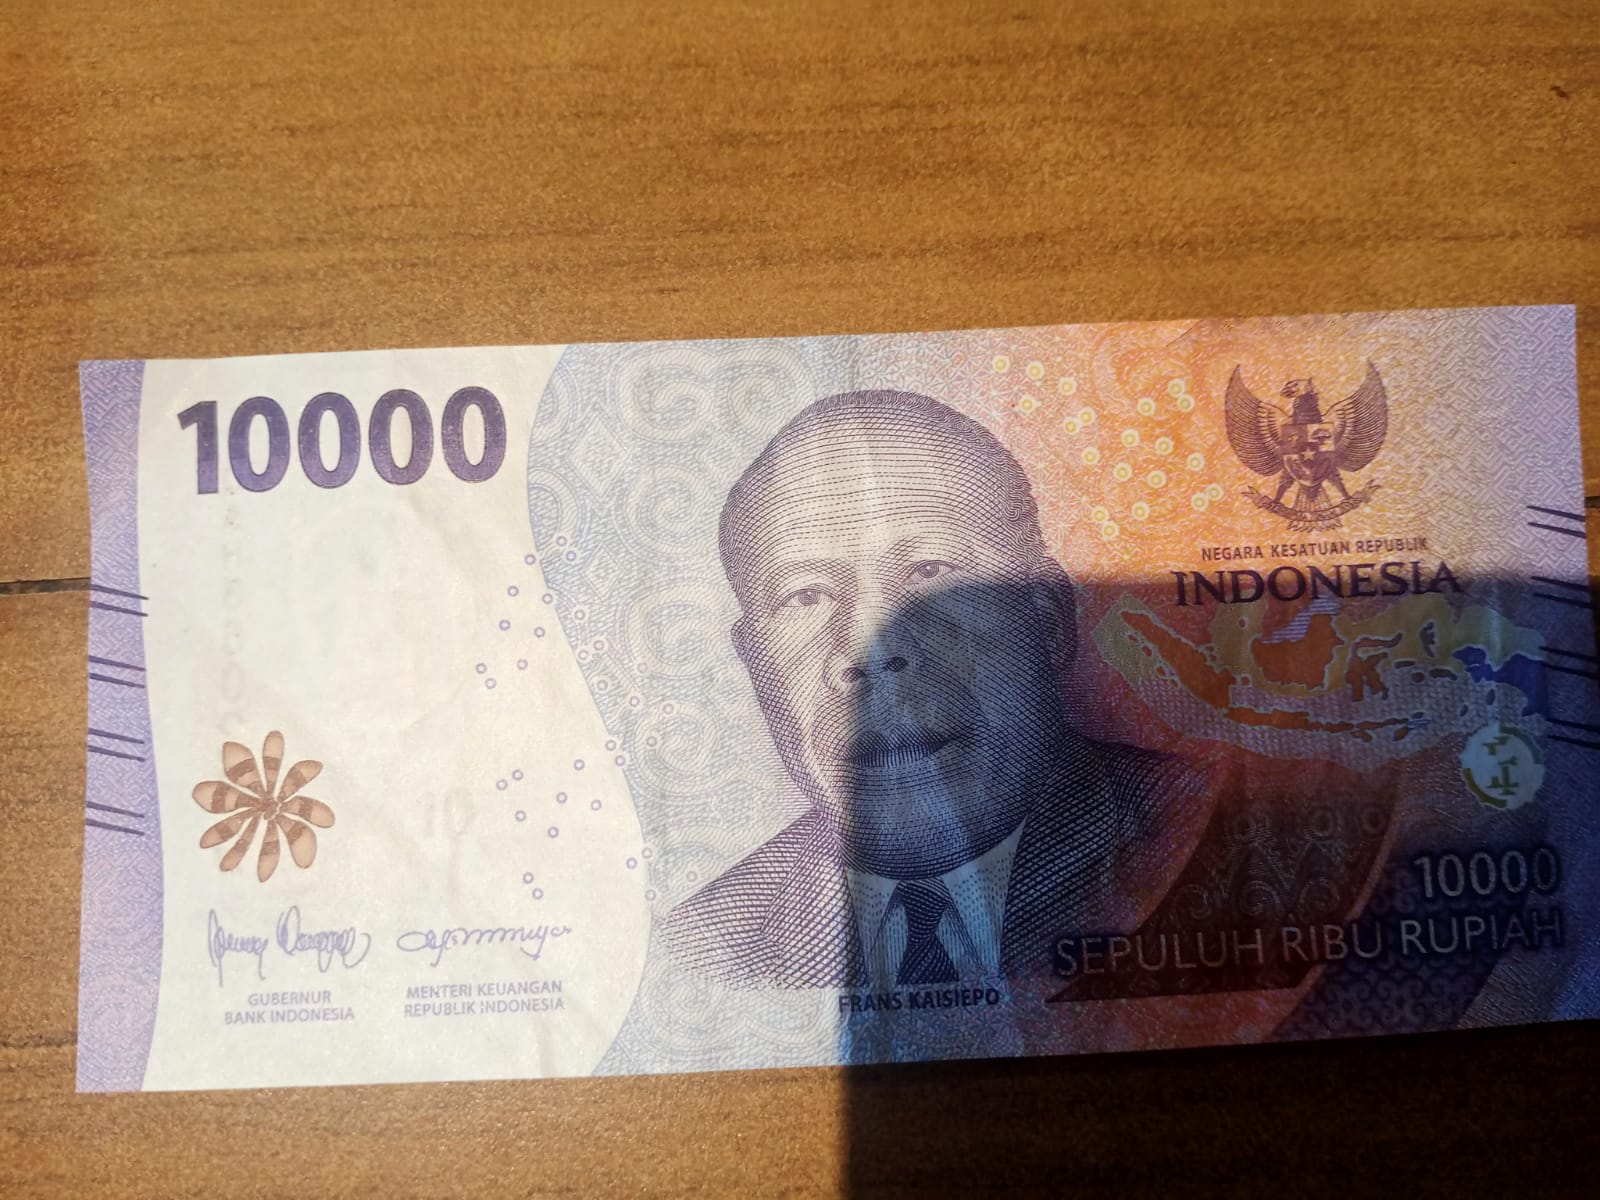 10000
NEGARA KESATUAN REPUBLIK
INDONESIA
10000
SEPULUH RIBU RUPIAH
GUBERNUR
BANK INDONESIA
MENTERI KEUANGAN
REPUBLIK INDONESIA
FRANS KAISIEPO